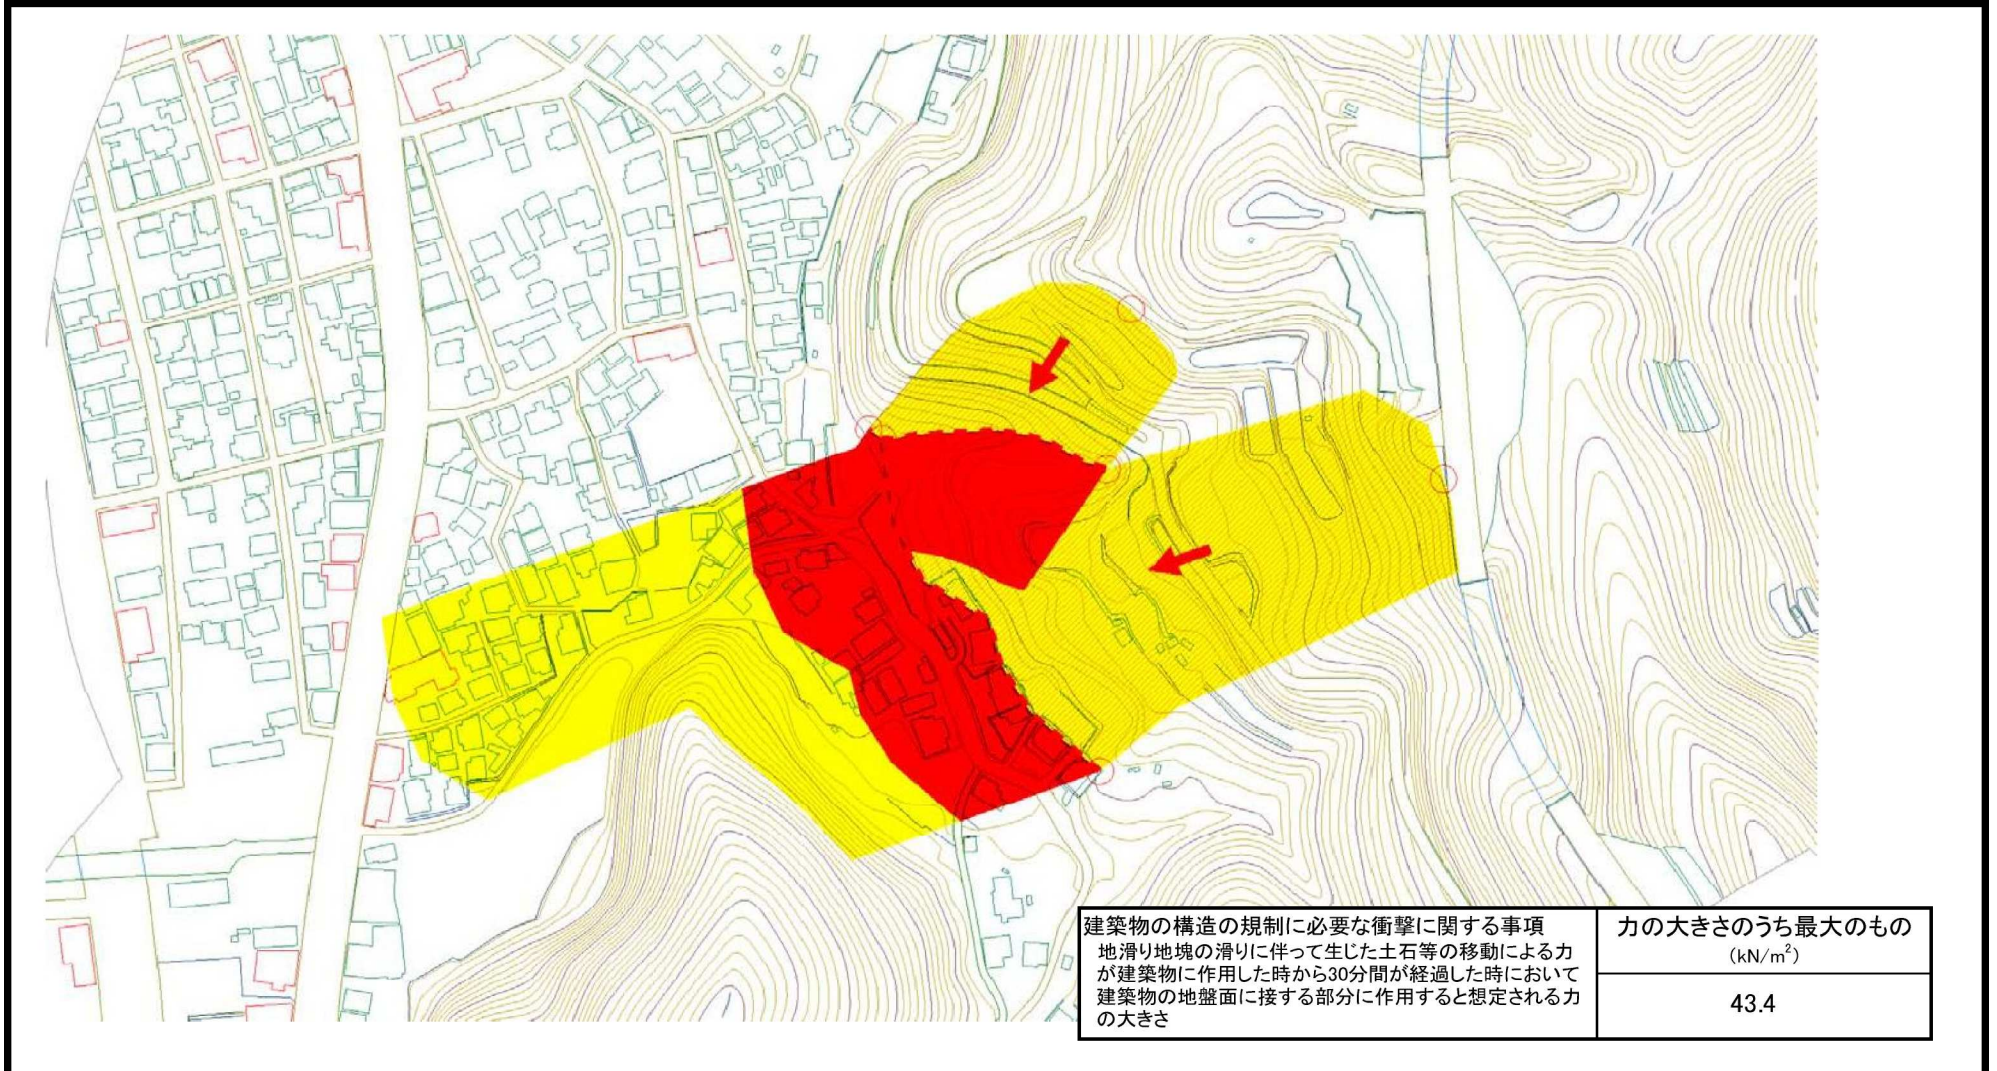 建築物の構造の規制に必要な衝撃に関する事項
地滑り地塊の滑りに伴って生じた土石等の移動による力
が建築物に作用した時から30分間が経過した時において
建築物の地盤面に接する部分に作用すると想定される力
の大きさ
力の大きさのうち最大のもの
(kN/m²)
43.4